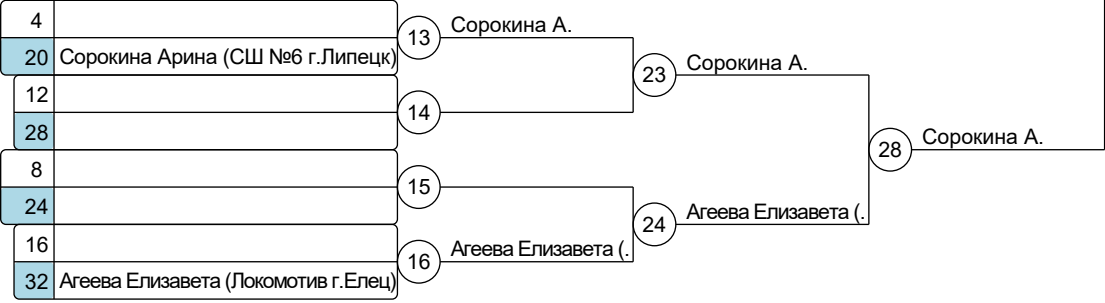 4
20 Сорокина Арина (СШ №6 г.Липецк)
12
28
8
24
16
32 Агеева Елизавета (Локомотив г.Елец)
13 Сорокина А.
14
15
16 Агеева Елизавета (.
23 Сорокина А.
24 Агеева Елизавета (.
28 Сорокина А.